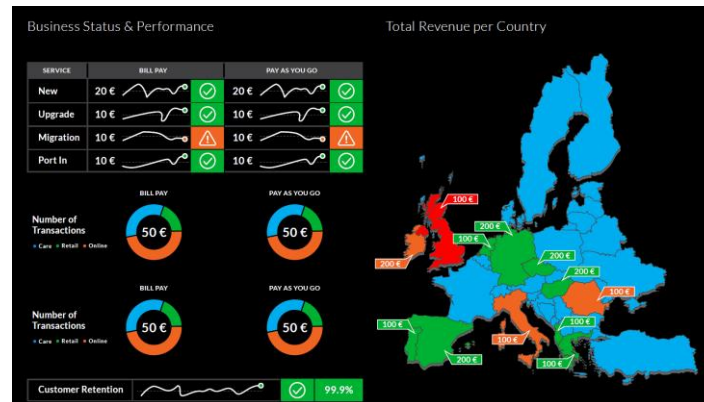 Business Status & Performance
Total Revenue per Country
SERVICE BILL PAY PAY AS YOU GO
New 20 € 20 €
Upgrade 10 € 10 €
Migration 10 € 10 €
Port In 10 € 10 €
BILL PAY PAY AS YOU GO
Number of
Transactions
50 € 50 €
Care Retail Online
BILL PAY PAY AS YOU GO
Number of
Transactions
50 € 50 €
Care Retail Online
Customer Retention 99.9%
100 €
200 €
100 €
200 €
200 €
200 €
100 €
100 €
100 €
100 €
200 €
100 €